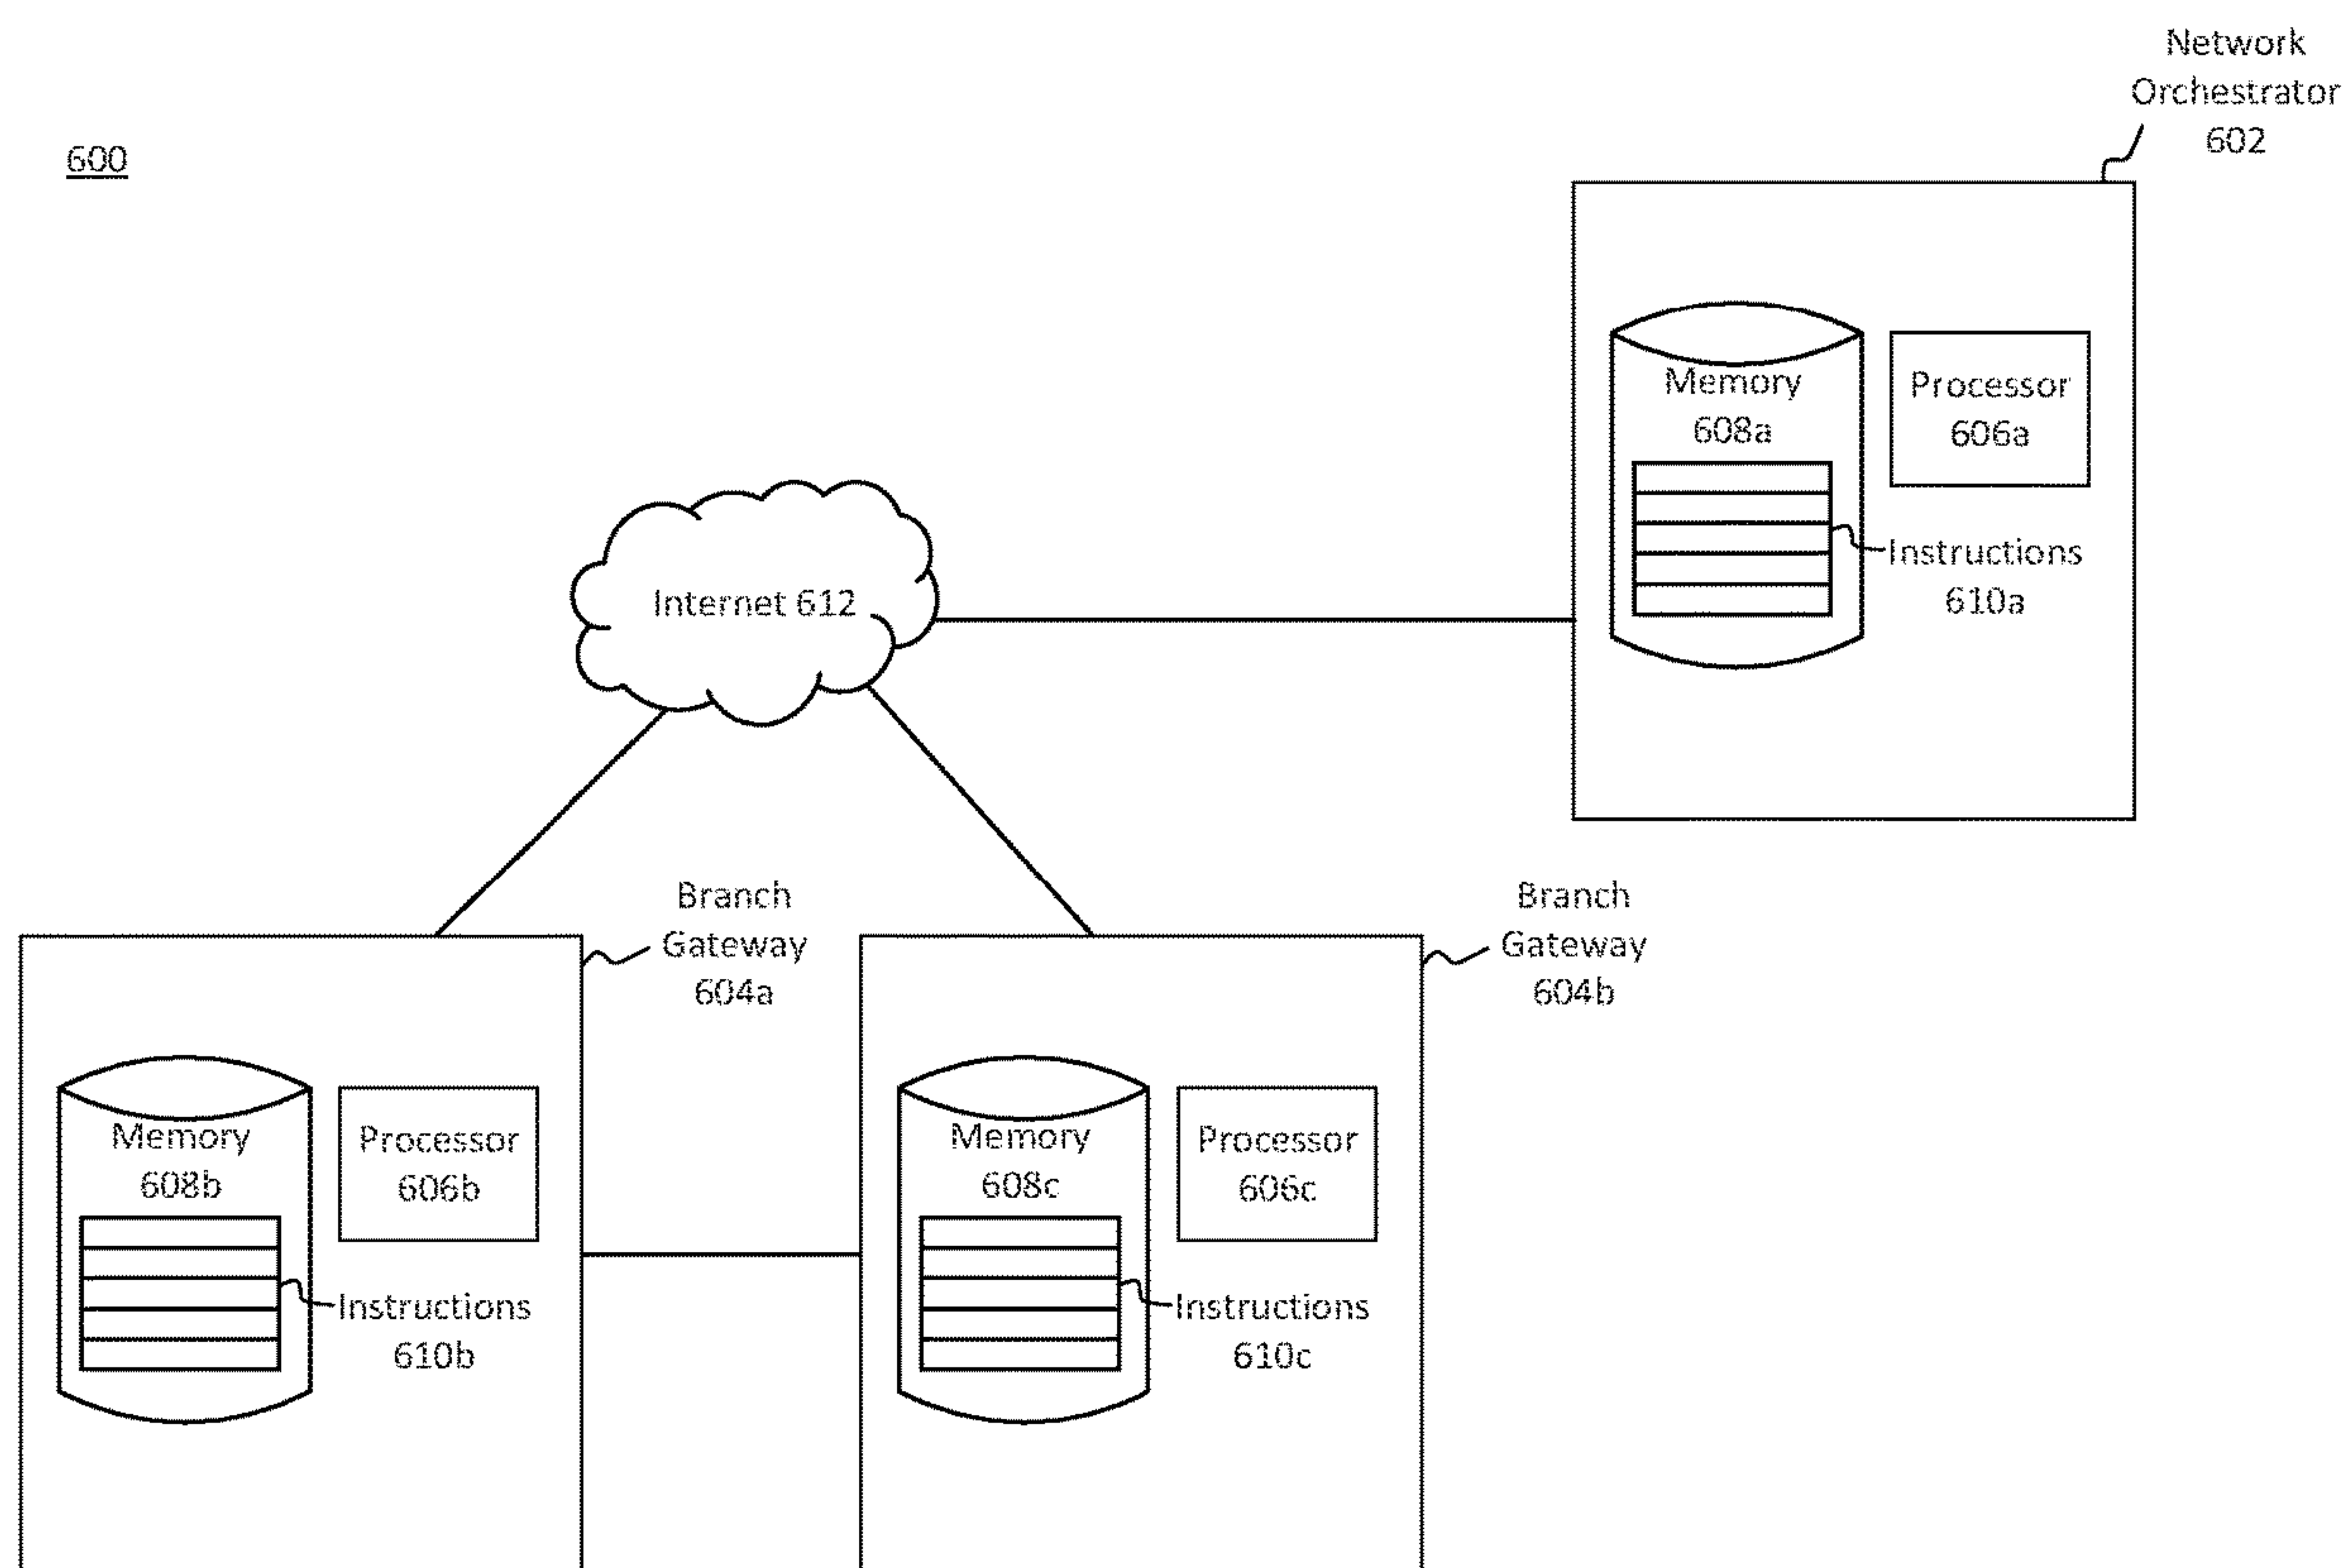 Network
Orchestrator
602
600
Memory
608a
Processor
606a
Instructions
610a
Internet 612
Branch
Gateway
604a
Branch
Gateway
604b
Memory
608b
Processor
606b
Instructions
610b
Memory
608c
Processor
606c
Instructions
610c